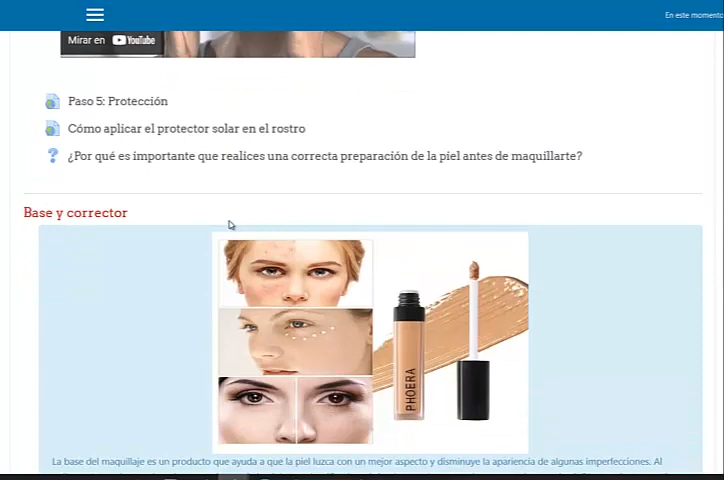 En este momento
Mirar en YouTube
Paso 5: Protección
Cómo aplicar el protector solar en el rostro
¿Por qué es importante que realices una correcta preparación de la piel antes de maquillarte?
Base y corrector
PHOERA
La base del maquillaje es un producto que ayuda a que la piel luzca con un mejor aspecto y disminuye la apariencia de algunas imperfecciones. Al